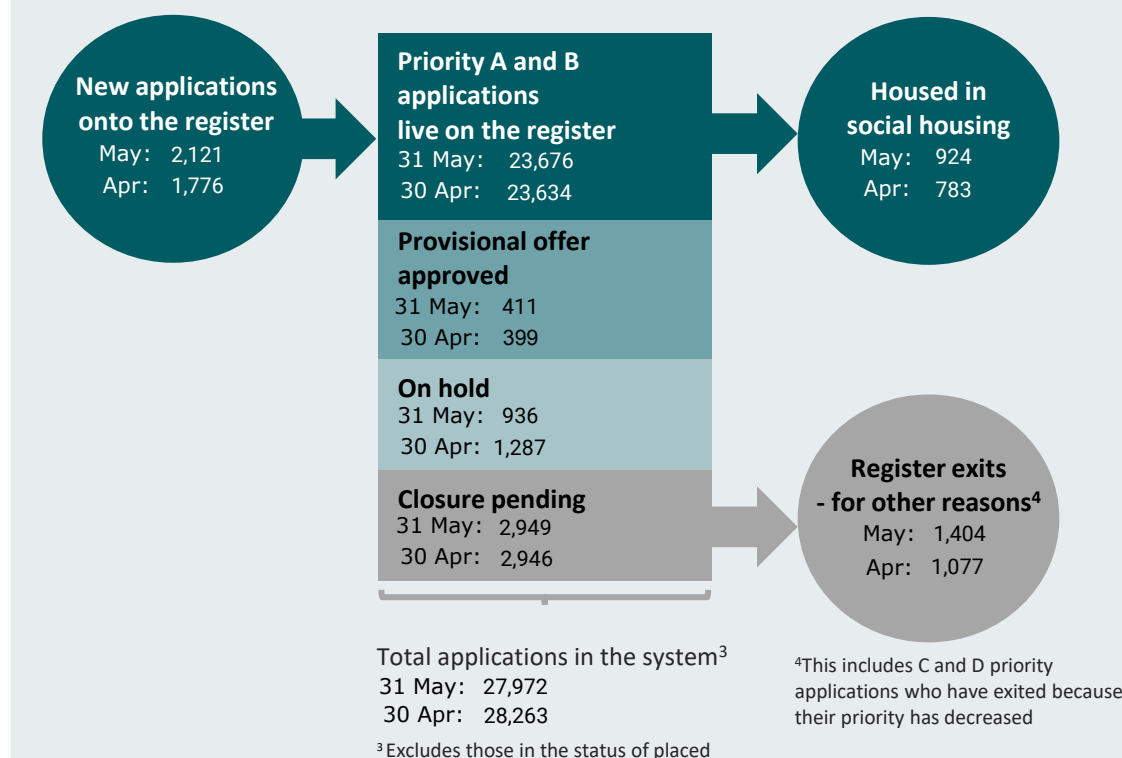 New applications
onto the register
May: 2,121
Apr: 1,776
Priority A and B
applications
live on the register
31 May: 23,676
30 Apr: 23,634
Housed in
social housing
May: 924
Apr: 783
Provisional offer
approved
31 May: 411
30 Apr: 399
On hold
31 May: 936
30 Apr: 1,287
Closure pending
31 May: 2,949
30 Apr: 2,946
Register exits
- for other reasons⁴
May: 1,404
Apr: 1,077
Total applications in the system³
31 May: 27,972
30 Apr: 28,263
³ Excludes those in the status of placed
⁴This includes C and D priority
applications who have exited because
their priority has decreased